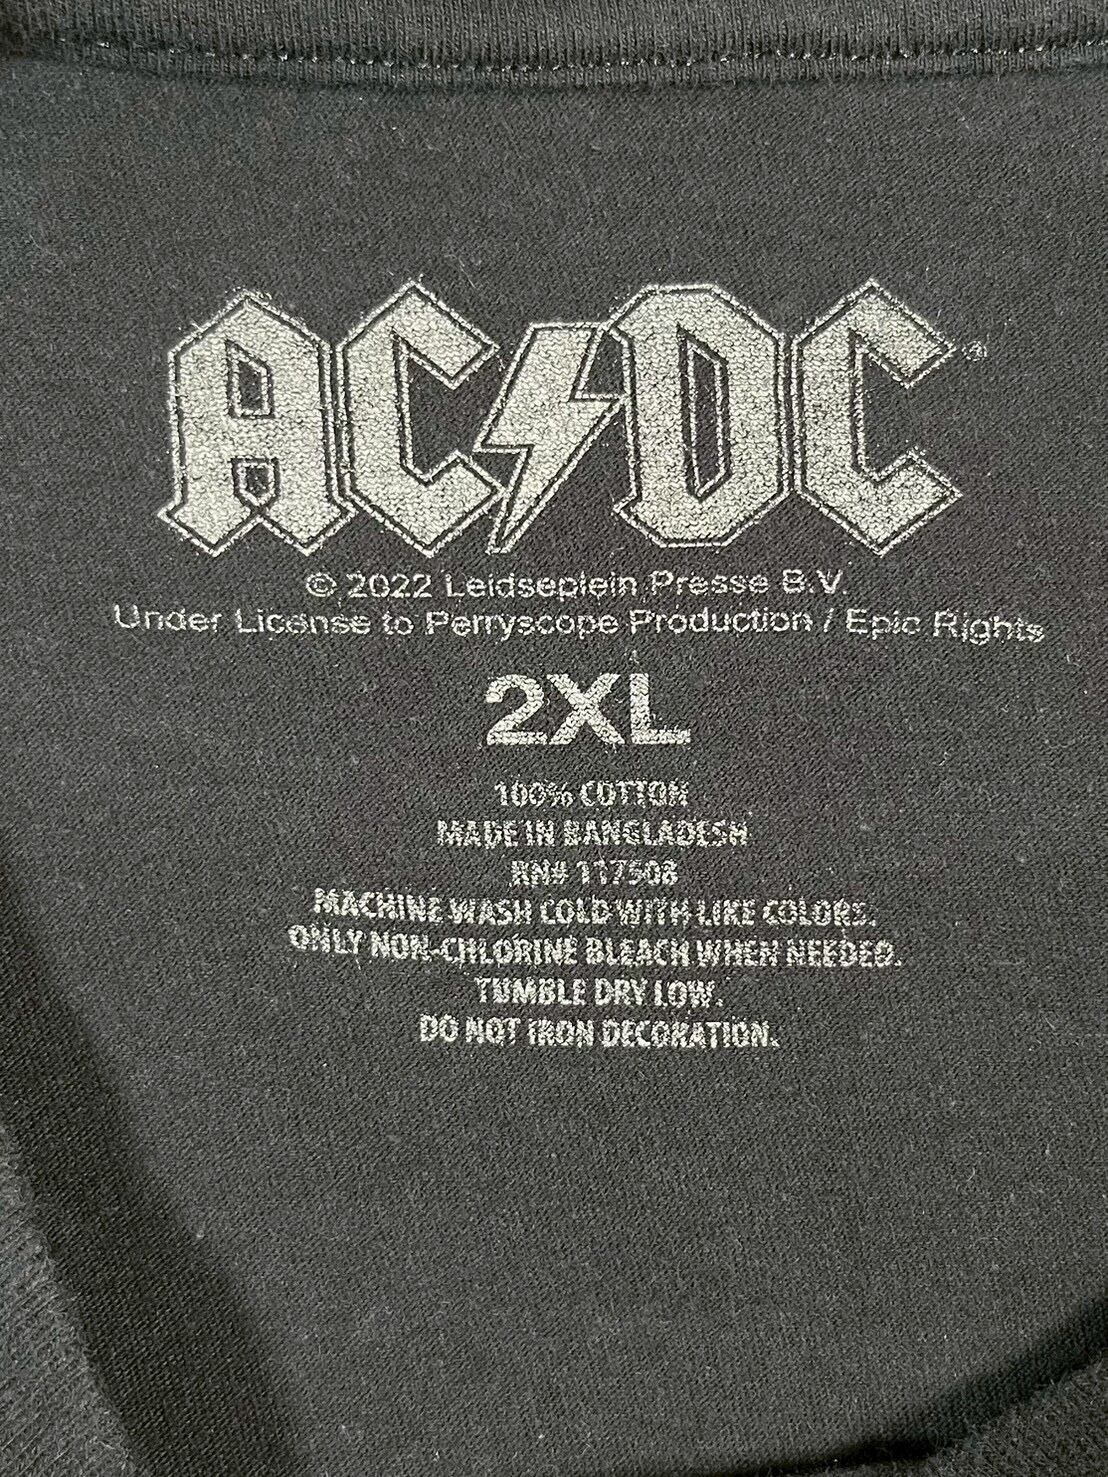 AC⚡DC®
© 2022 Leidseplein Presse B.V.
Under License to Perryscope Production / Epic Rights
2XL
100% COTTON
MADE IN BANGLADESH
RN# 117508
MACHINE WASH COLD WITH LIKE COLORS.
ONLY NON-CHLORINE BLEACH WHEN NEEDED.
TUMBLE DRY LOW.
DO NOT IRON DECORATION.